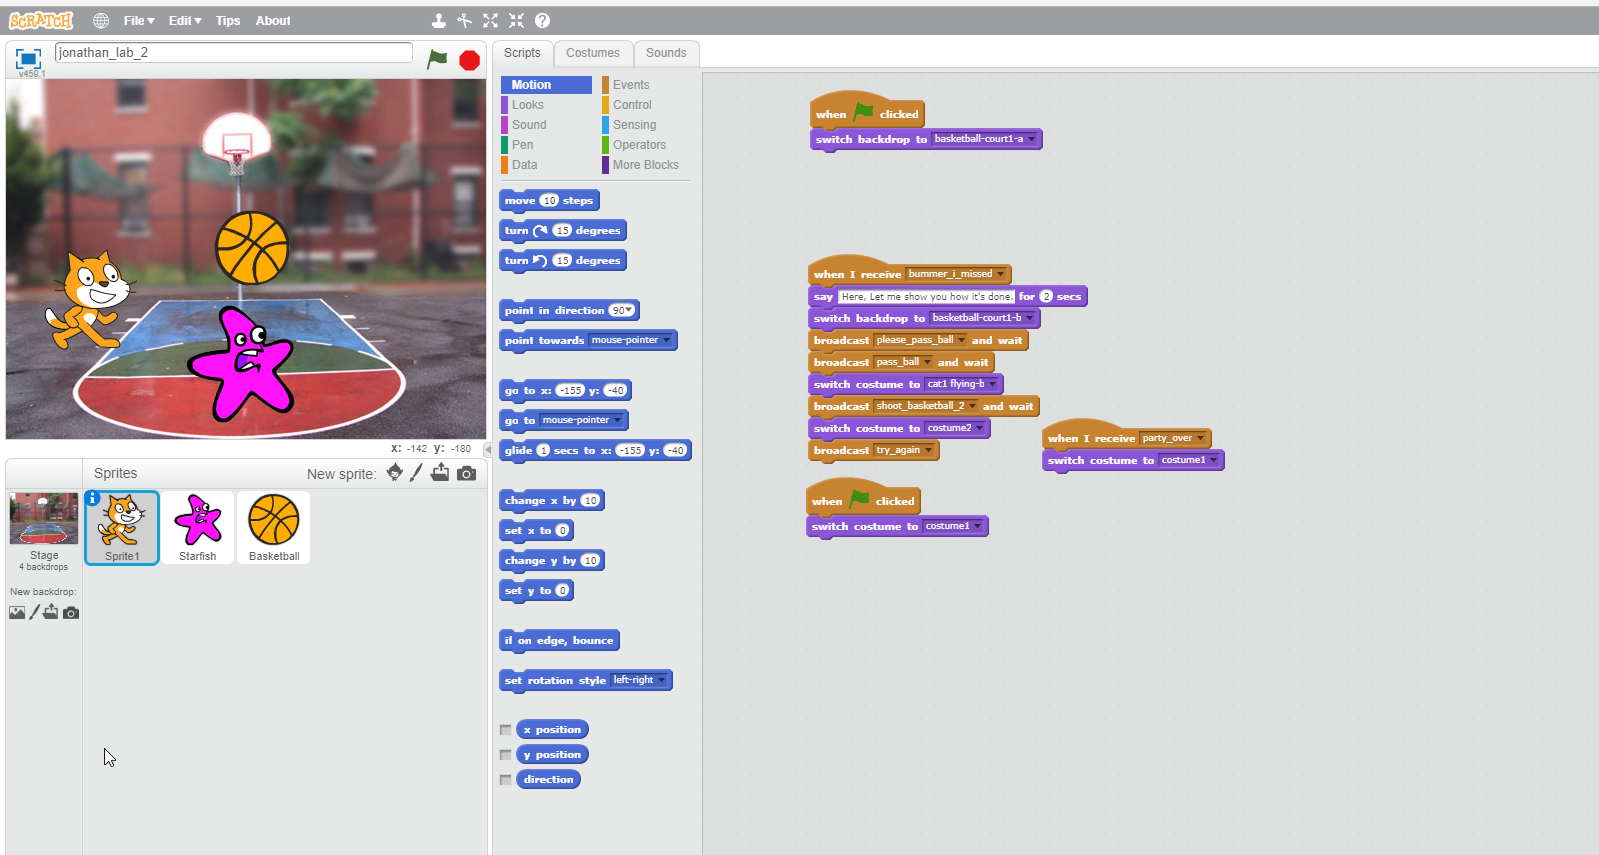 SCRATCH
File
Edit
Tips
About
jonathan_lab_2
v459.1
x: -142 y: -180
Sprites
New sprite:
Stage
4 backdrops
New backdrop:
Sprite1
Starfish
Basketball
Scripts
Costumes
Sounds
Motion
Looks
Sound
Pen
Data
Events
Control
Sensing
Operators
More Blocks
move 10 steps
turn 15 degrees
turn 15 degrees
point in direction 90
point towards mouse-pointer
go to x: -155 y: -40
go to mouse-pointer
glide 1 secs to x: -155 y: -40
change x by 10
set x to 0
change y by 10
set y to 0
if on edge, bounce
set rotation style left-right
x position
y position
direction
when clicked
switch backdrop to basketball-court1-a
when I receive bummer_i_missed
say Here, Let me show you how it's done. for 2 secs
switch backdrop to basketball-court1-b
broadcast please_pass_ball and wait
broadcast pass_ball and wait
switch costume to cat1 flying-b
broadcast shoot_basketball_2 and wait
switch costume to costume2
broadcast try_again
when I receive party_over
switch costume to costume1
when clicked
switch costume to costume1